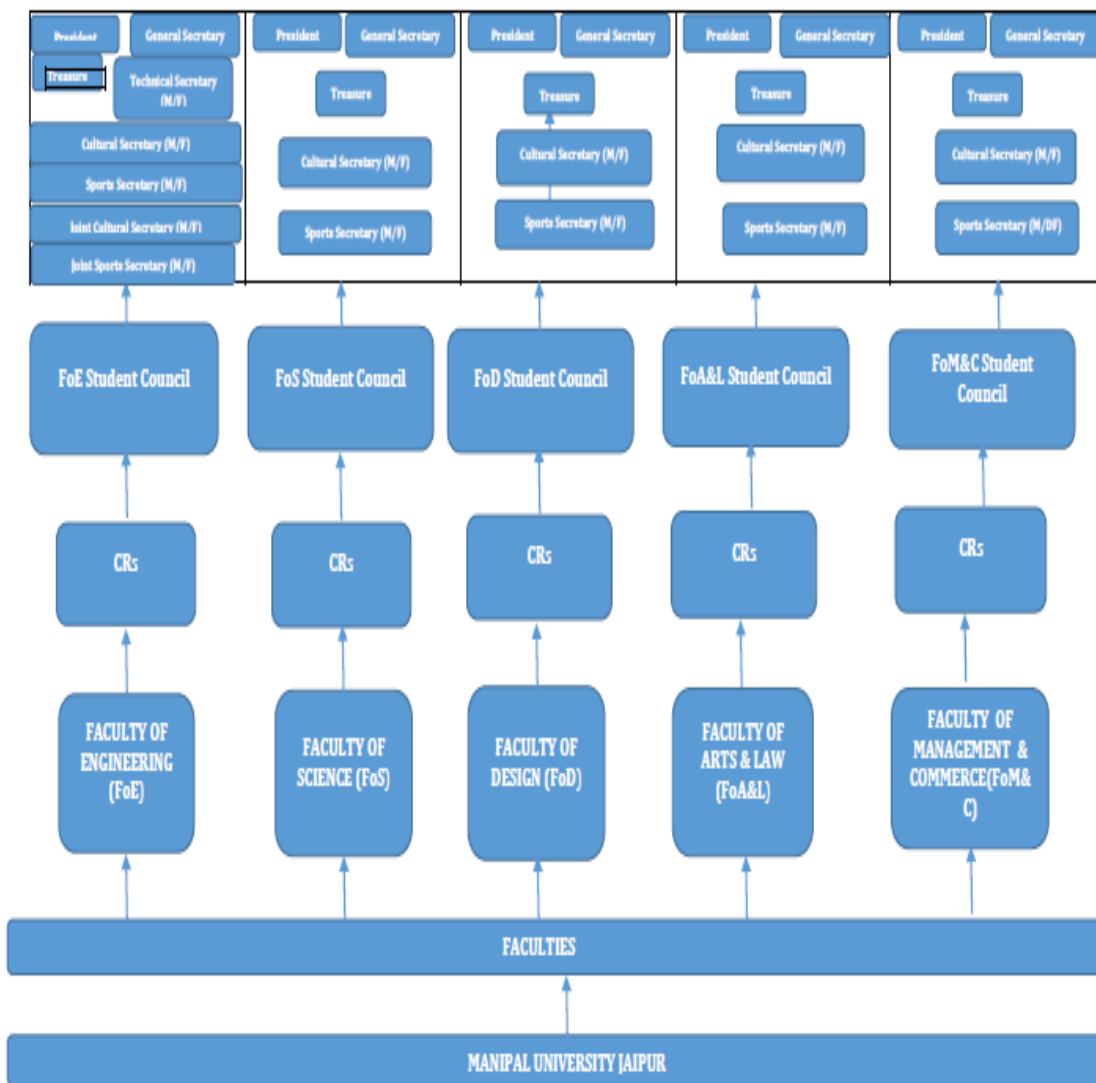 President
General Secretary
President
General Secretary
President
General Secretary
President
General Secretary
President
General Secretary
Treasure
Technical Secretary
(M/F)
Treasure
Treasure
Treasure
Treasure
Cultural Secretary (M/F)
Cultural Secretary (M/F)
Cultural Secretary (M/F)
Cultural Secretary (M/F)
Cultural Secretary (M/F)
Sports Secretary (M/F)
Joint Cultural Secretary (M/F)
Sports Secretary (M/F)
Sports Secretary (M/F)
Sports Secretary (M/F)
Sports Secretary (M/DF)
Joint Sports Secretary (M/F)
FoE Student Council
FoS Student Council
FoD Student Council
FoA&L Student Council
FoM&C Student
Council
CRs
CRs
CRs
CRs
CRs
FACULTY OF
ENGINEERING
(FoE)
FACULTY OF
SCIENCE (FoS)
FACULTY OF
DESIGN (FoD)
FACULTY OF
ARTS & LAW
(FoA&L)
FACULTY OF
MANAGEMENT &
COMMERCE(FoM&
C)
FACULTIES
MANIPAL UNIVERSITY JAIPUR